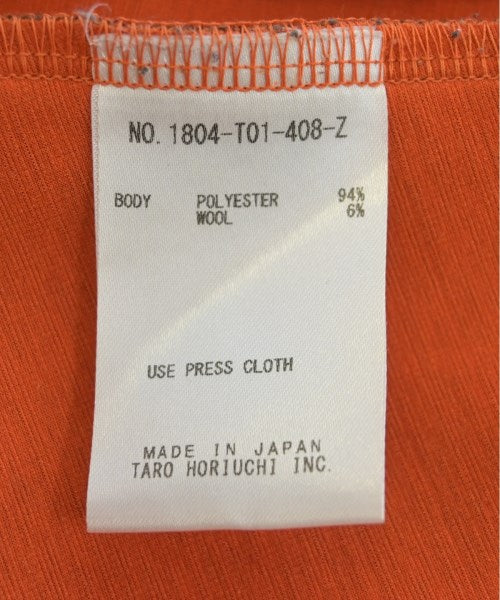 NO. 1804-T01-408-Z
BODY POLYESTER 94%
WOOL 6%
USE PRESS CLOTH
MADE IN JAPAN
TARO HORIUCHI INC.